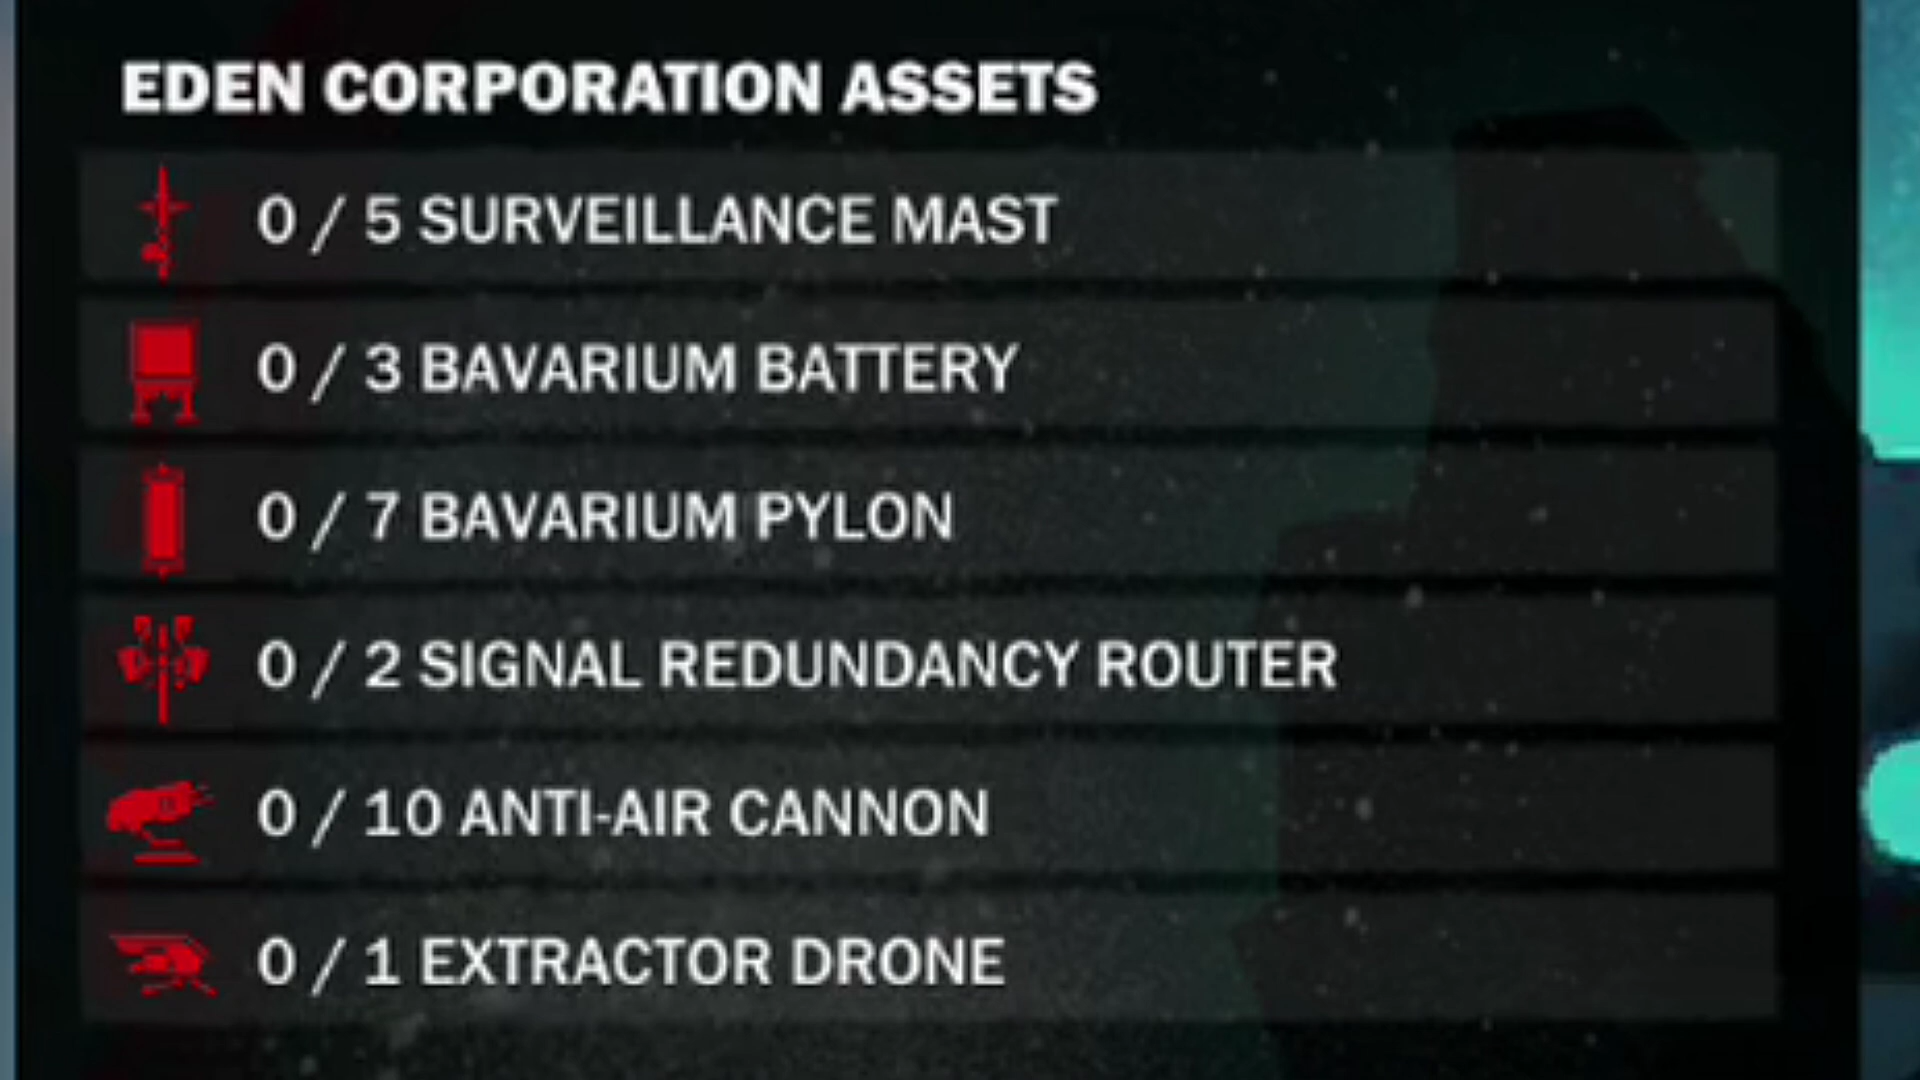 EDEN CORPORATION ASSETS
0 / 5 SURVEILLANCE MAST
0 / 3 BAVARIUM BATTERY
0 / 7 BAVARIUM PYLON
0 / 2 SIGNAL REDUNDANCY ROUTER
0 / 10 ANTI-AIR CANNON
0 / 1 EXTRACTOR DRONE